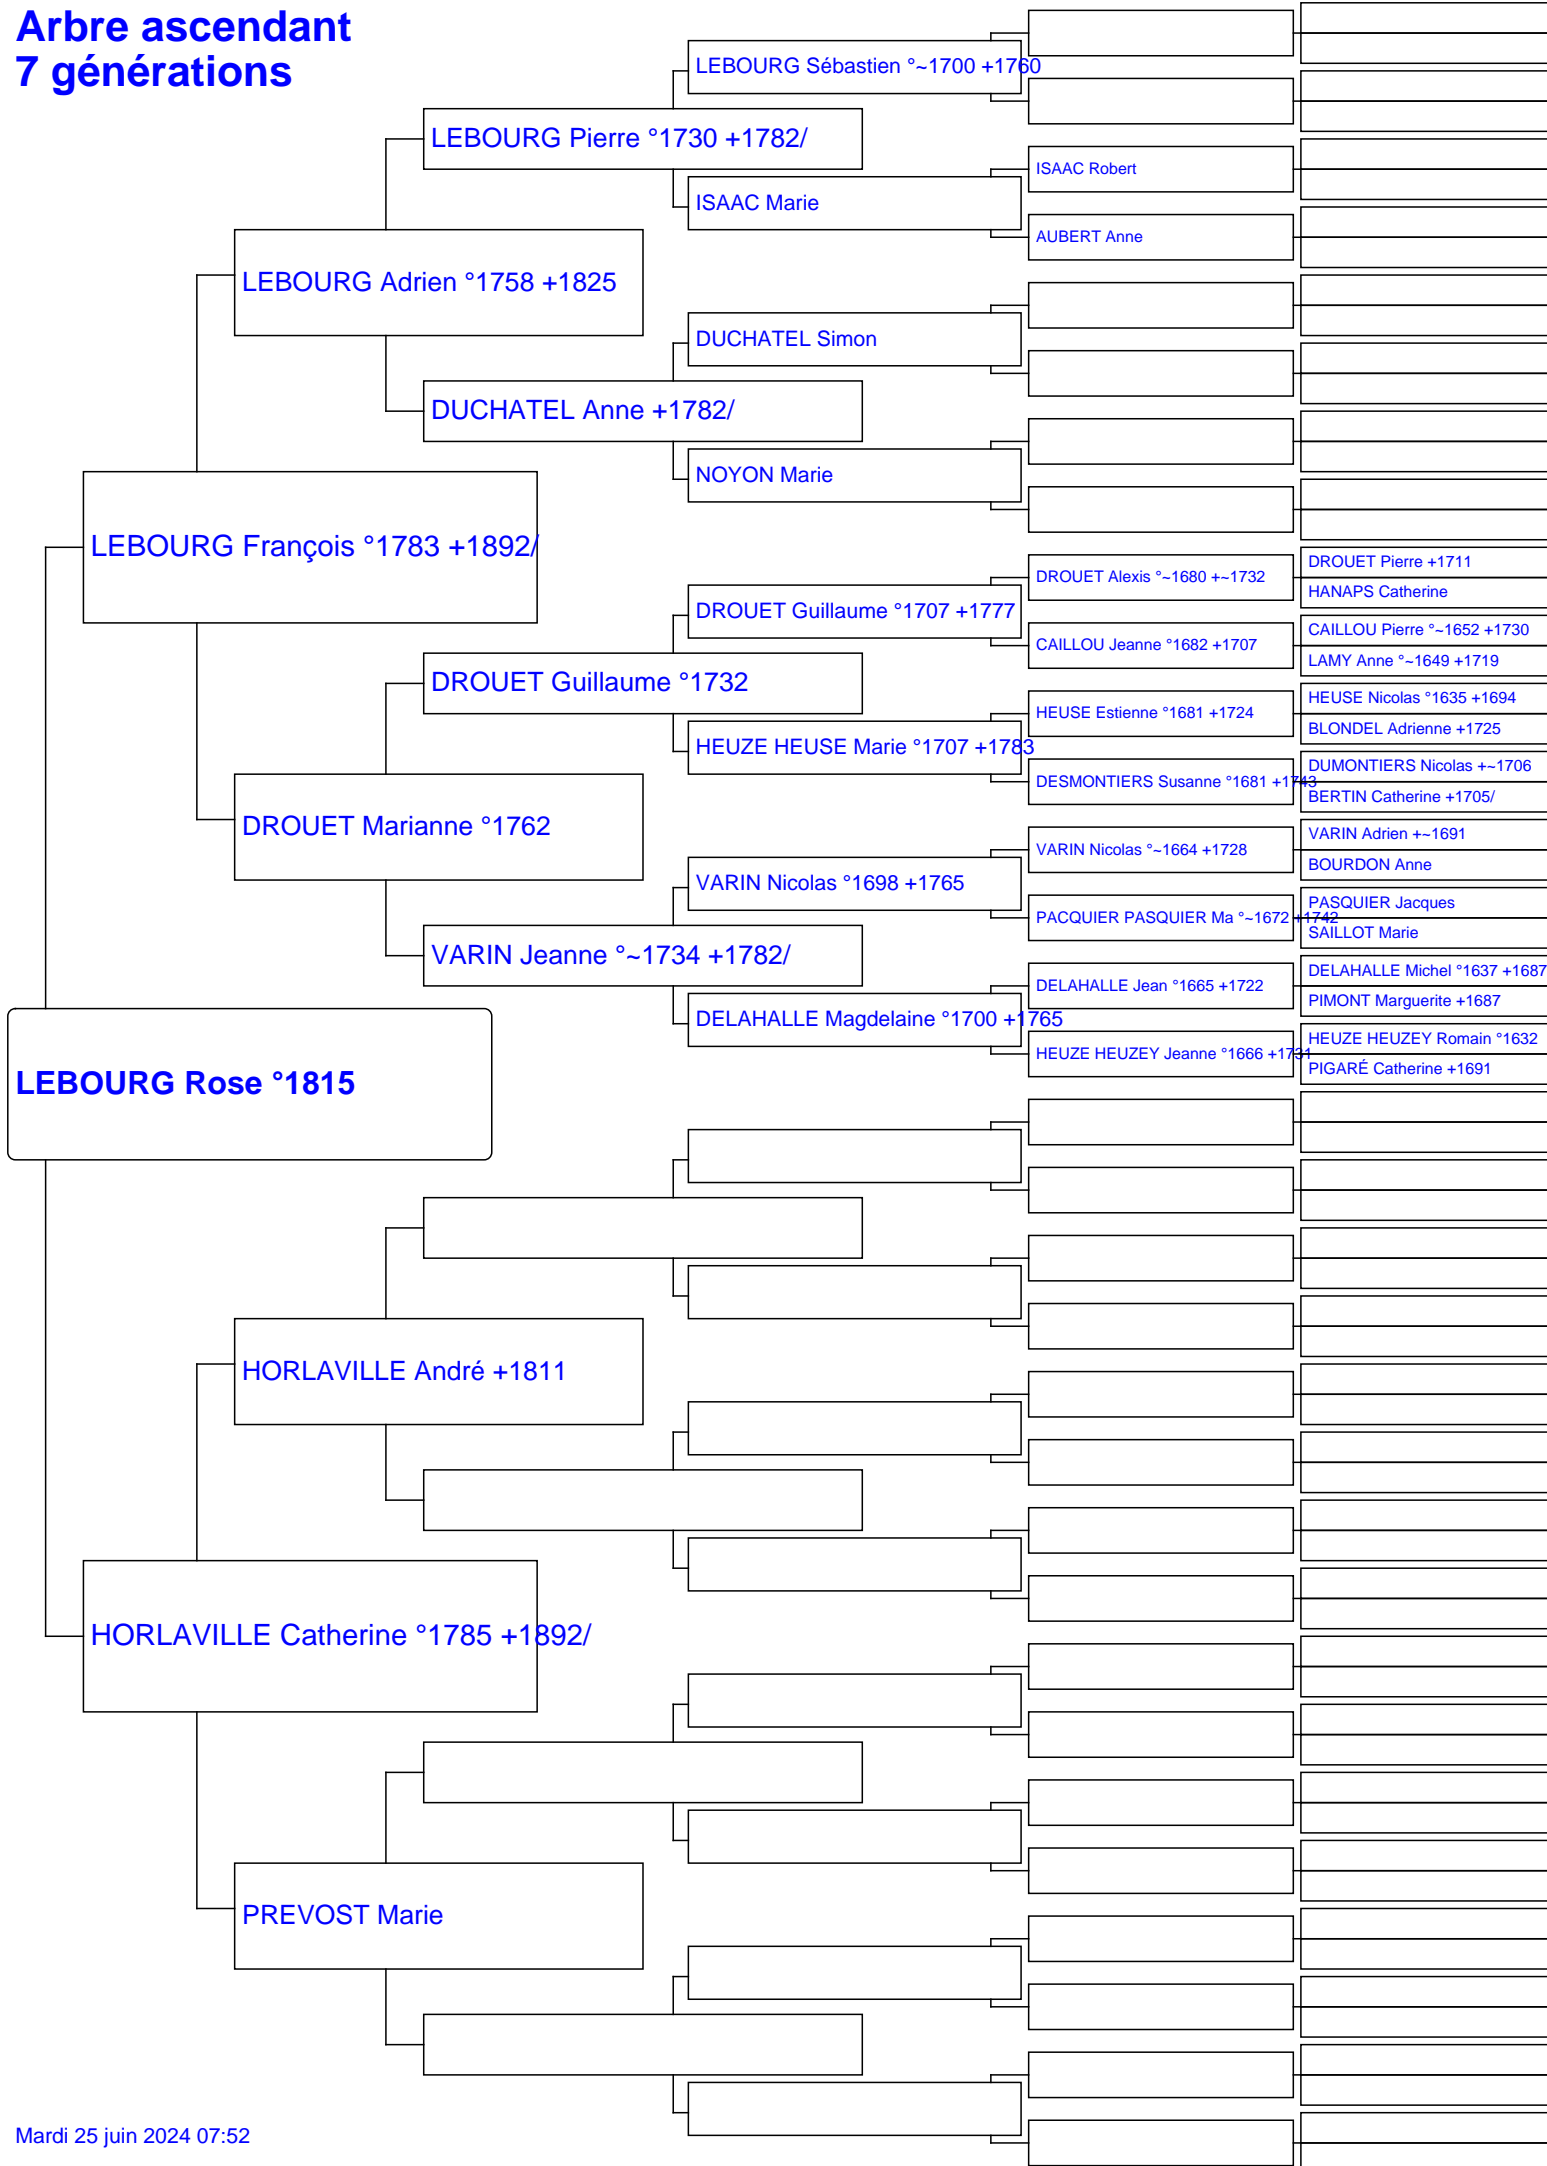 Arbre ascendant
7 générations
LEBOURG Sébastien °~1700 +1760
LEBOURG Pierre °1730 +1782/
ISAAC Robert
ISAAC Marie
AUBERT Anne
LEBOURG Adrien °1758 +1825
DUCHATEL Simon
DUCHATEL Anne +1782/
NOYON Marie
LEBOURG François °1783 +1892/
DROUET Pierre +1711
DROUET Alexis °~1680 +~1732
HANAPS Catherine
DROUET Guillaume °1707 +1777
CAILLOU Pierre °~1652 +1730
CAILLOU Jeanne °1682 +1707
LAMY Anne °~1649 +1719
DROUET Guillaume °1732
HEUSE Nicolas °1635 +1694
HEUSE Estienne °1681 +1724
BLONDEL Adrienne +1725
HEUZE HEUSE Marie °1707 +1783
DUMONTIERS Nicolas +~1706
DESMONTIERS Susanne °1681 +1743
BERTIN Catherine +1705/
DROUET Marianne °1762
VARIN Adrien +~1691
VARIN Nicolas °~1664 +1728
BOURDON Anne
VARIN Nicolas °1698 +1765
PASQUIER Jacques
PACQUIER PASQUIER Ma °~1672 +1742
SAILLOT Marie
VARIN Jeanne °~1734 +1782/
DELAHALLE Michel °1637 +1687
DELAHALLE Jean °1665 +1722
PIMONT Marguerite +1687
DELAHALLE Magdelaine °1700 +1765
HEUZE HEUZEY Romain °1632
HEUZE HEUZEY Jeanne °1666 +1731
PIGARÉ Catherine +1691
LEBOURG Rose °1815
HORLAVILLE André +1811
HORLAVILLE Catherine °1785 +1892/
PREVOST Marie
Mardi 25 juin 2024 07:52